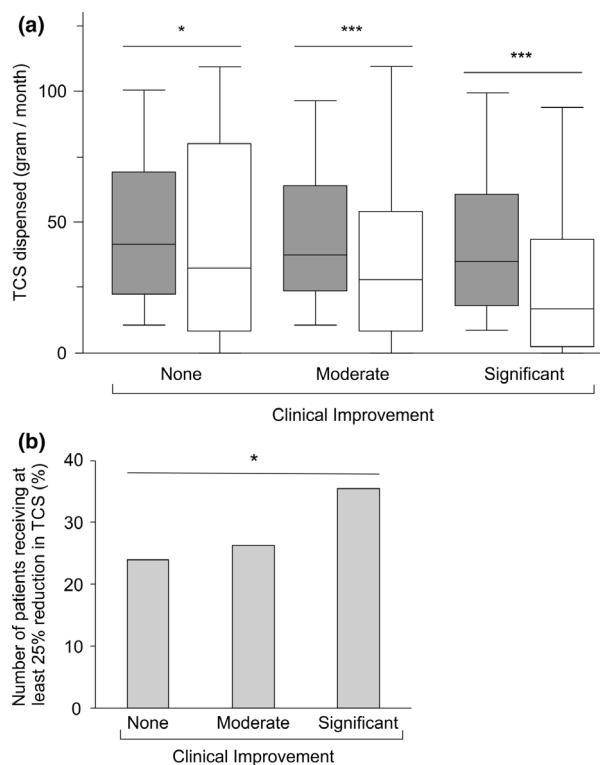 (a)
* *** ***
TCS dispensed (gram / month)
100
50
0
None Moderate Significant
Clinical Improvement
(b)
*
Number of patients receiving at
least 25% reduction in TCS (%)
40
30
20
10
0
None Moderate Significant
Clinical Improvement